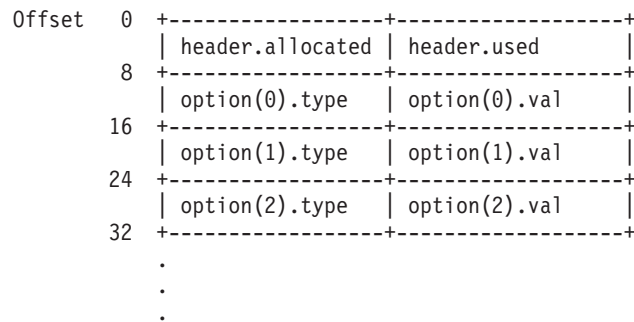 Offset 0 +------------------+-------------------+
| header.allocated | header.used |
8 +------------------+-------------------+
| option(0).type | option(0).val |
16 +------------------+-------------------+
| option(1).type | option(1).val |
24 +------------------+-------------------+
| option(2).type | option(2).val |
32 +------------------+-------------------+
.
.
.